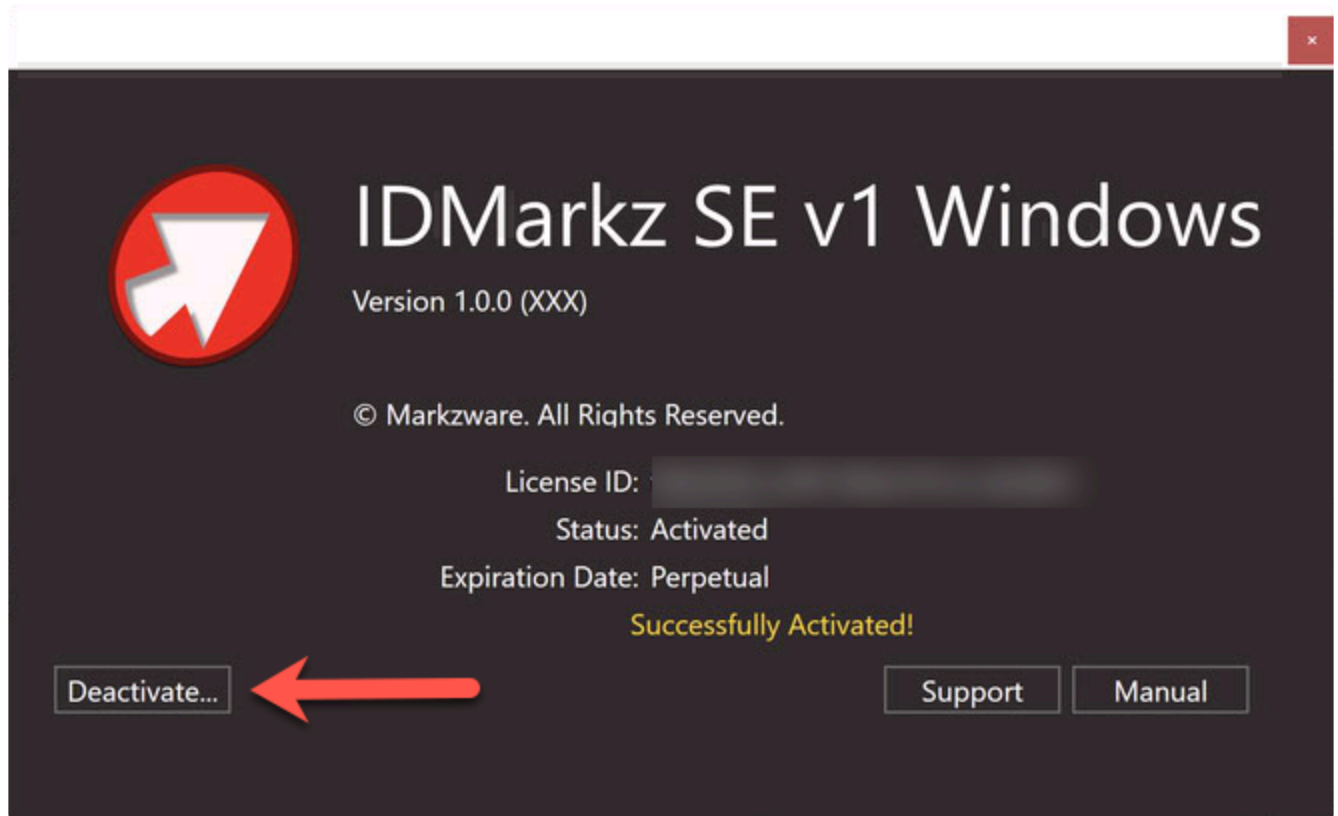 ×
IDMarkz SE v1 Windows
Version 1.0.0 (XXX)
© Markzware. All Rights Reserved.
License ID:
Status: Activated
Expiration Date: Perpetual
Successfully Activated!
Deactivate... Support Manual